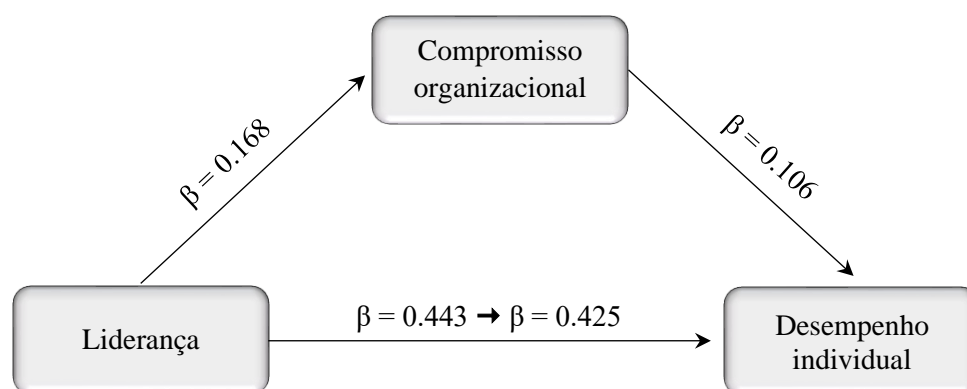 Compromisso
organizacional
β = 0.168
β = 0.106
β = 0.443 → β = 0.425
Liderança
Desempenho
individual